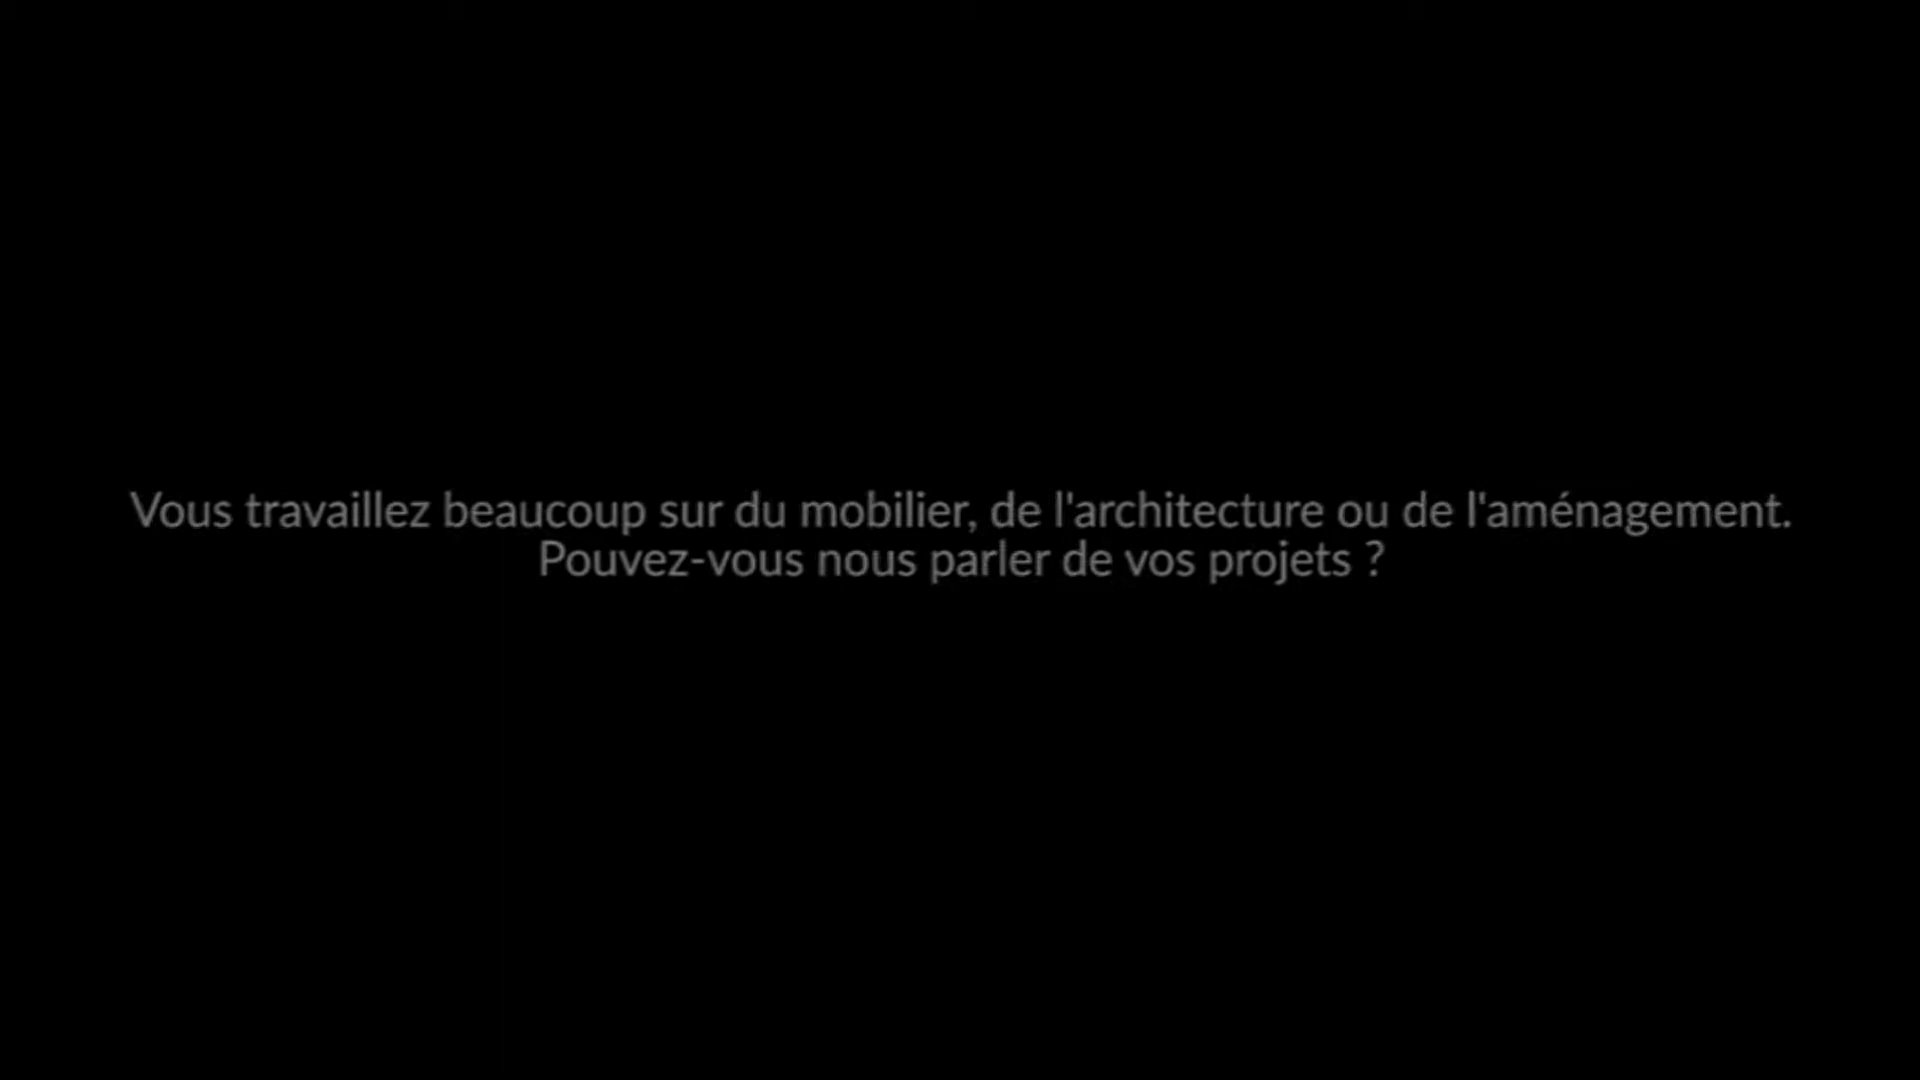 Vous travaillez beaucoup sur du mobilier, de l'architecture ou de l'aménagement.
Pouvez-vous nous parler de vos projets ?